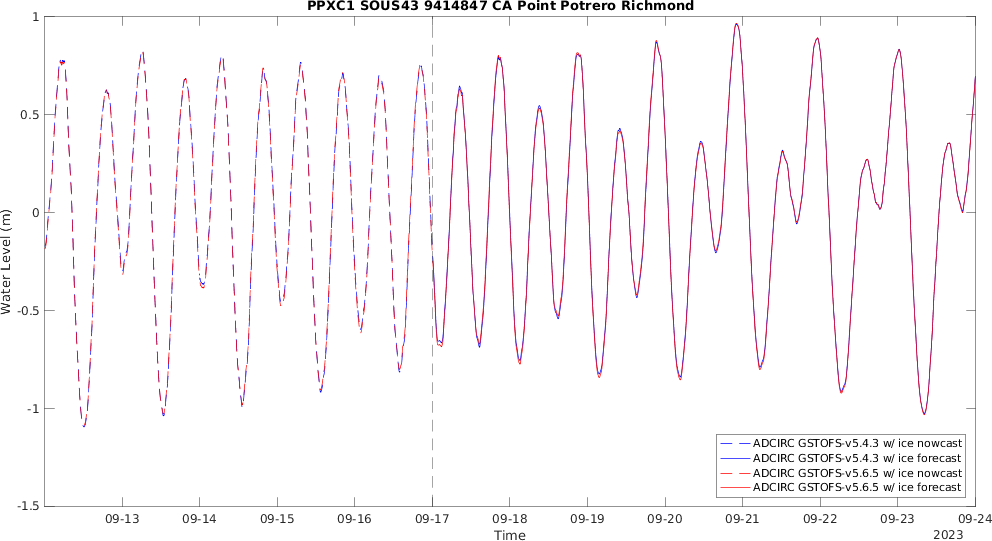 PPXC1 SOUS43 9414847 CA Point Potrero Richmond
Water Level (m)
1
0.5
0
-0.5
-1
-1.5
ADCIRC GSTOFS-v5.4.3 w/ ice nowcast
ADCIRC GSTOFS-v5.4.3 w/ ice forecast
ADCIRC GSTOFS-v5.6.5 w/ ice nowcast
ADCIRC GSTOFS-v5.6.5 w/ ice forecast
09-13 09-14 09-15 09-16 09-17 09-18 09-19 09-20 09-21 09-22 09-23 09-24
Time
2023